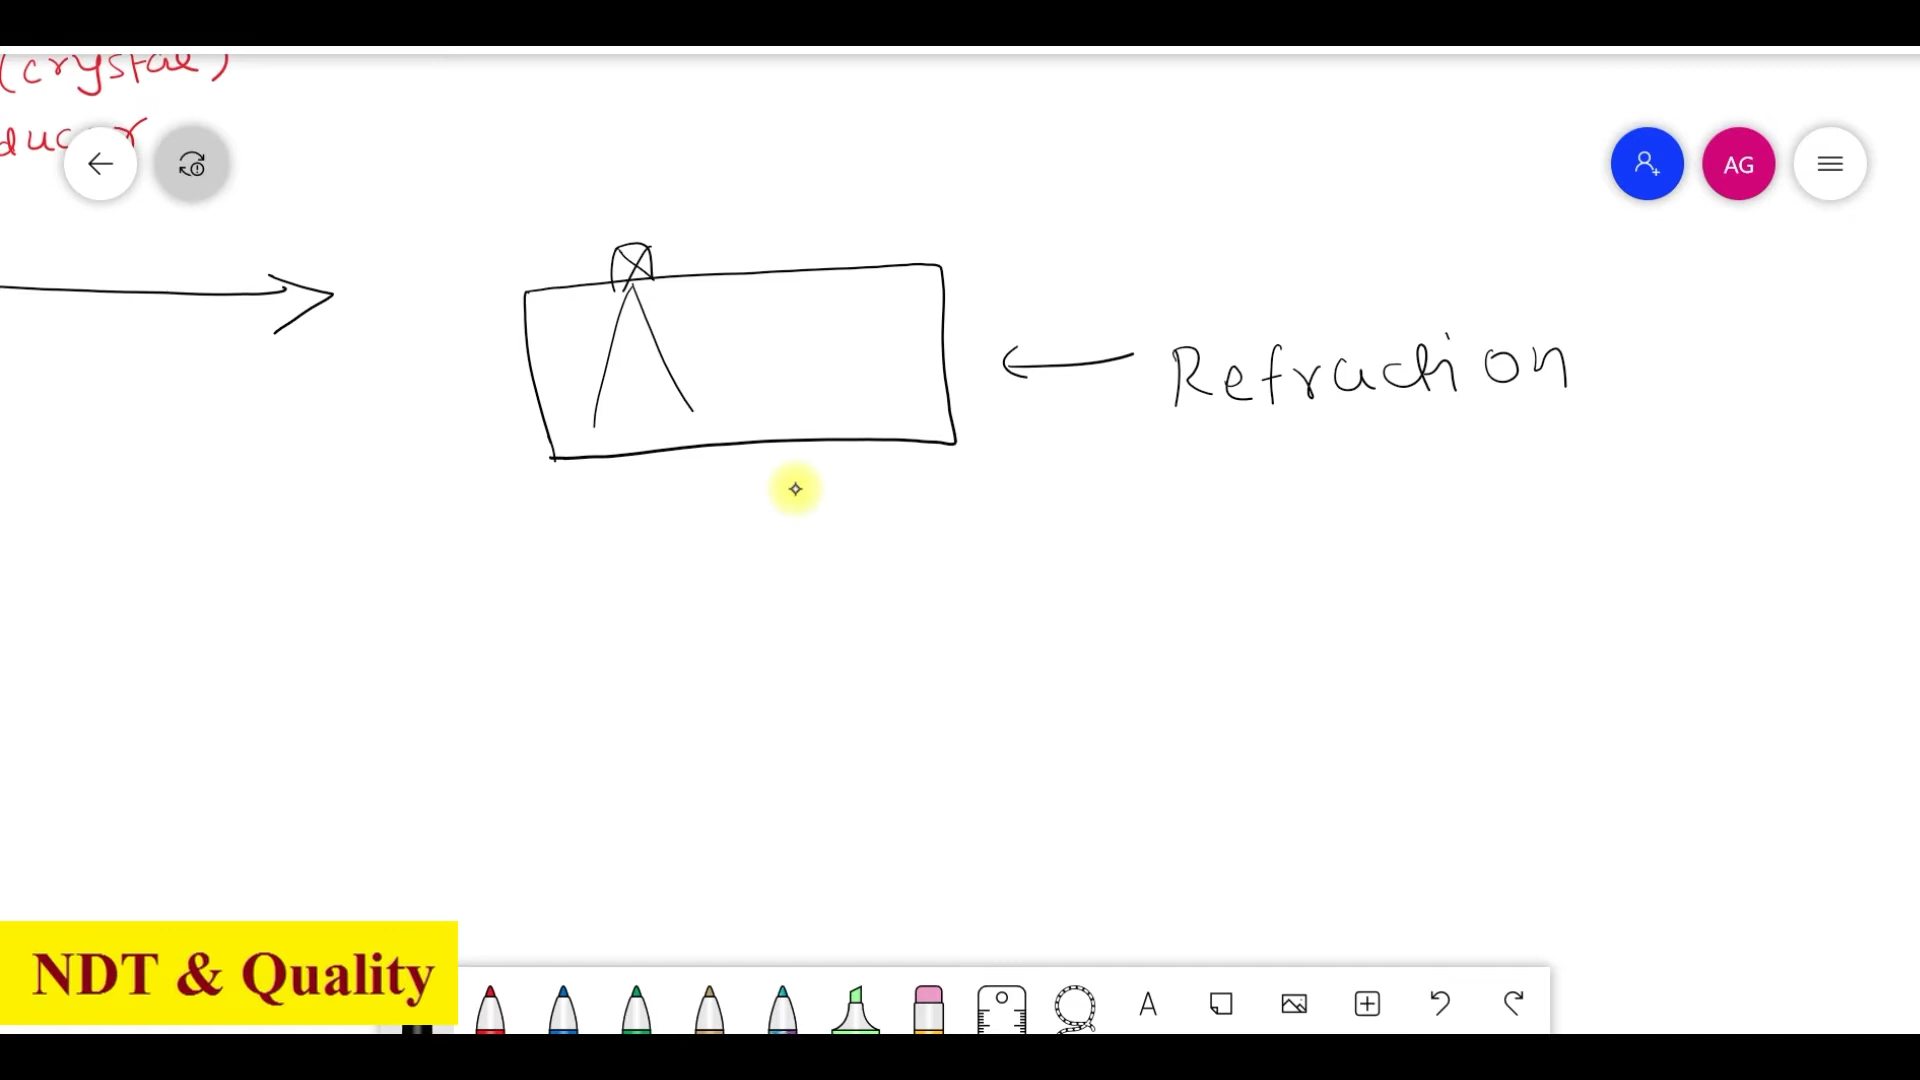 (crystal)
AG
Refraction
NDT & Quality
A